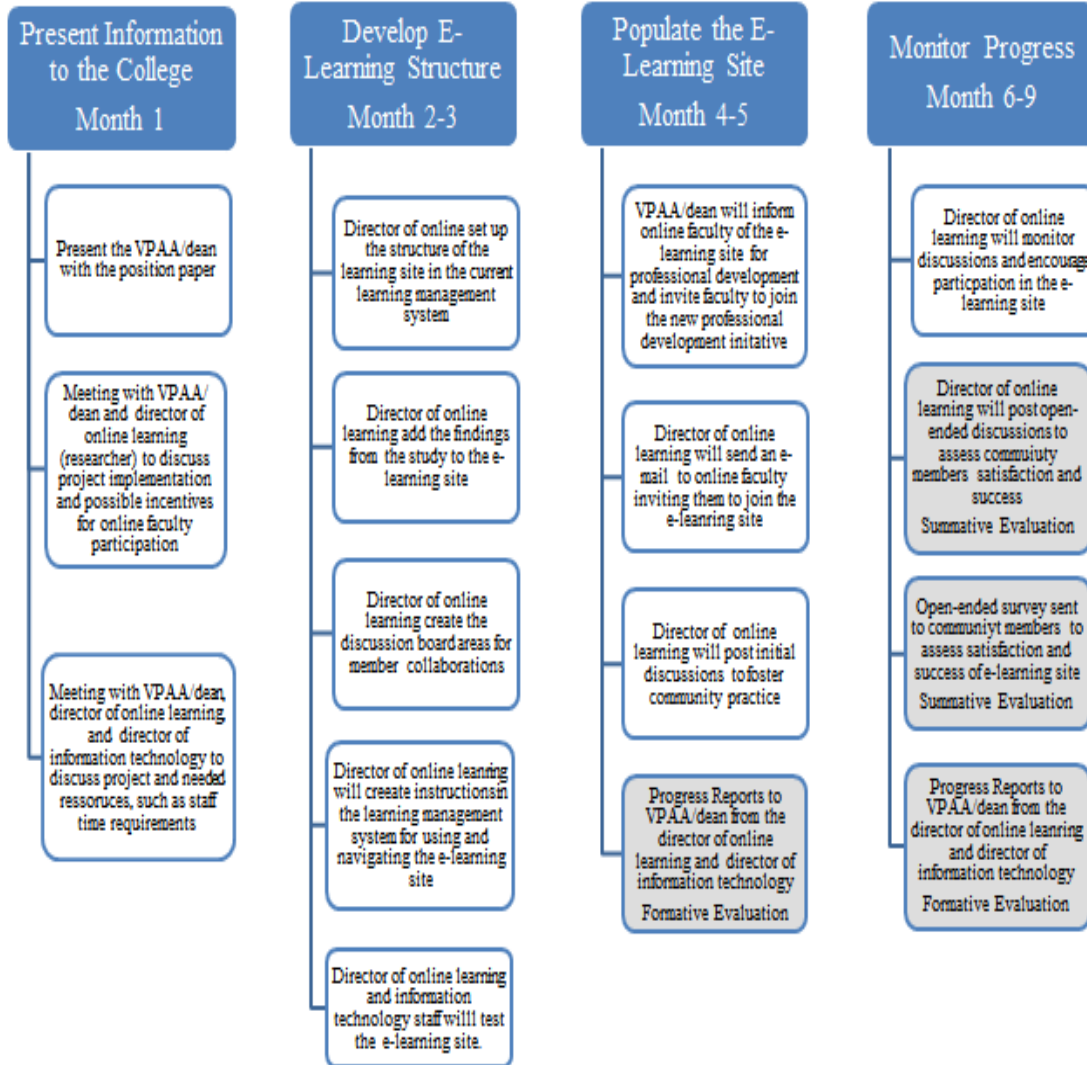 Present Information
to the College
Month 1
Present the VPAA/dean
with the position paper
Meeting with VPAA/
dean and director of
online learning
(researcher) to discuss
project implementation
and possible incentives
for online faculty
participation
Meeting with VPAA/dean,
director of online learning,
and director of
information technology to
discuss project and needed
ressoruces, such as staff
time requirements
Develop E-
Learning Structure
Month 2-3
Director of online set up
the structure of the
learning site in the current
learning management
system
Director of online
learning add the findings
from the study to the e-
learning site
Director of online
learning create the
discussion board areas for
member collaborations
Director of online leanring
will create instructions in
the learning management
system for using and
navigating the e-learning
site
Director of online learning
and information
technology staff willl test
the e-learning site.
Populate the E-
Learning Site
Month 4-5
VPAA/dean will inform
online faculty of the e-
learning site for
professional development
and invite faculty to join
the new professional
development initative
Director of online
learning will send an e-
mail to online faculty
inviting them to join the
e-leanring site
Director of online
learning will post initial
discussions to foster
community practice
Progress Reports to
VPAA/dean from the
director of online
learning and director of
information technology
Formative Evaluation
Monitor Progress
Month 6-9
Director of online
learning will monitor
discussions and encourage
particpation in the e-
learning site
Director of online
learning will post open-
ended discussions to
assess commuiuty
members satisfaction and
success
Summative Evaluation
Open-ended survey sent
to communiyt members to
assess satisfaction and
success of e-learning site
Summative Evaluation
Progress Reports to
VPAA/dean from the
director of online leanring
and director of
information technology
Formative Evaluation